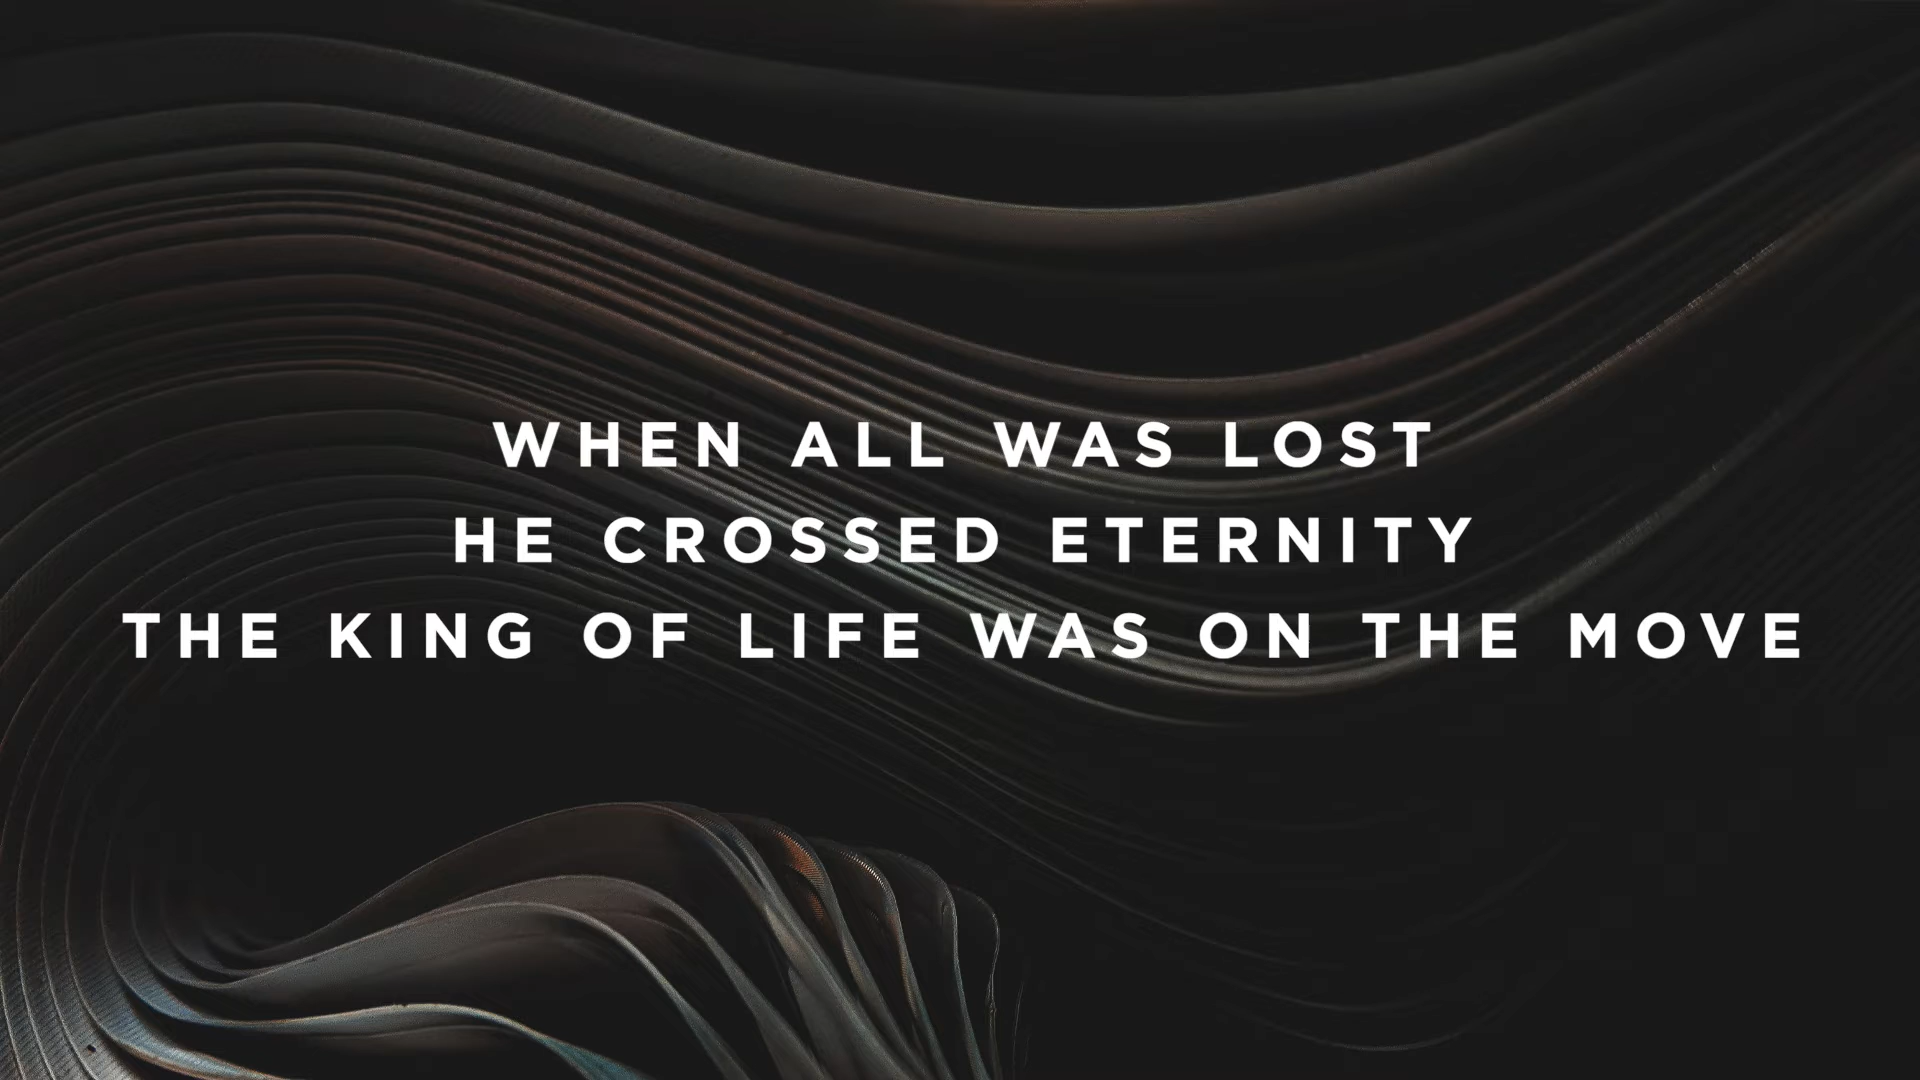 WHEN ALL WAS LOST
HE CROSSED ETERNITY
THE KING OF LIFE WAS ON THE MOVE